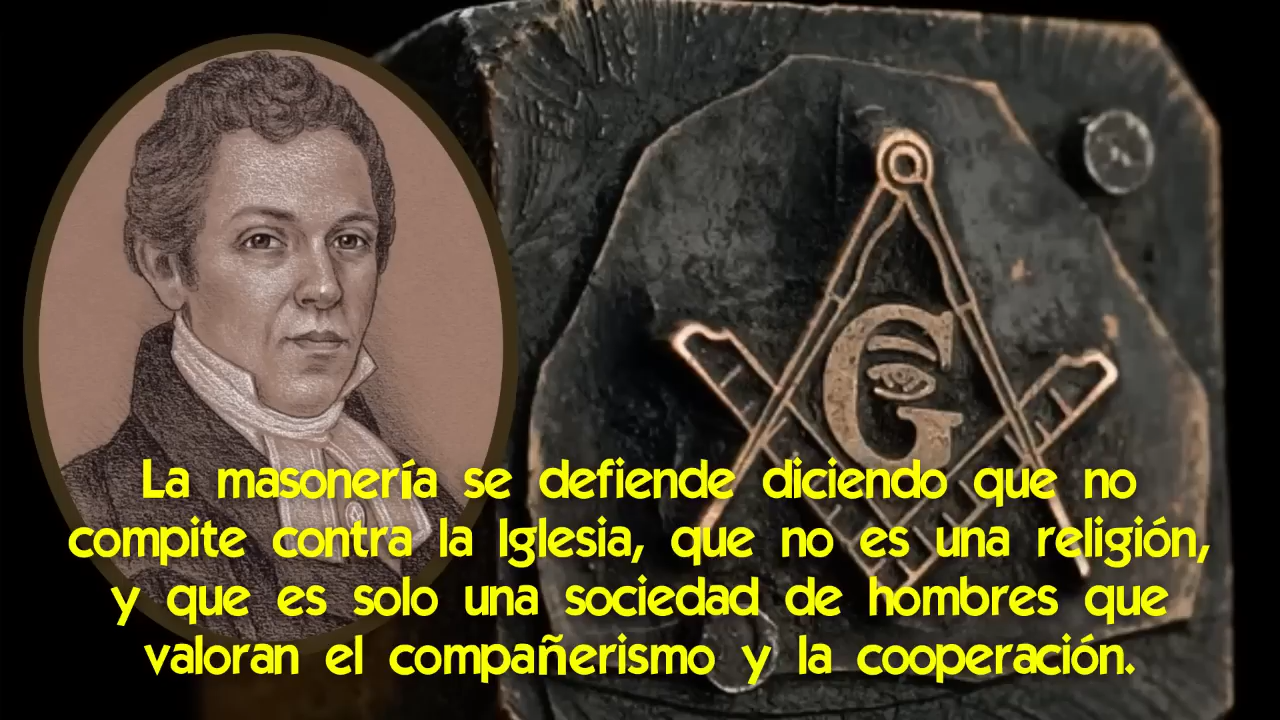 G
La masonería se defiende diciendo que no
compite contra la Iglesia, que no es una religión,
y que es solo una sociedad de hombres que
valoran el compañerismo y la cooperación.